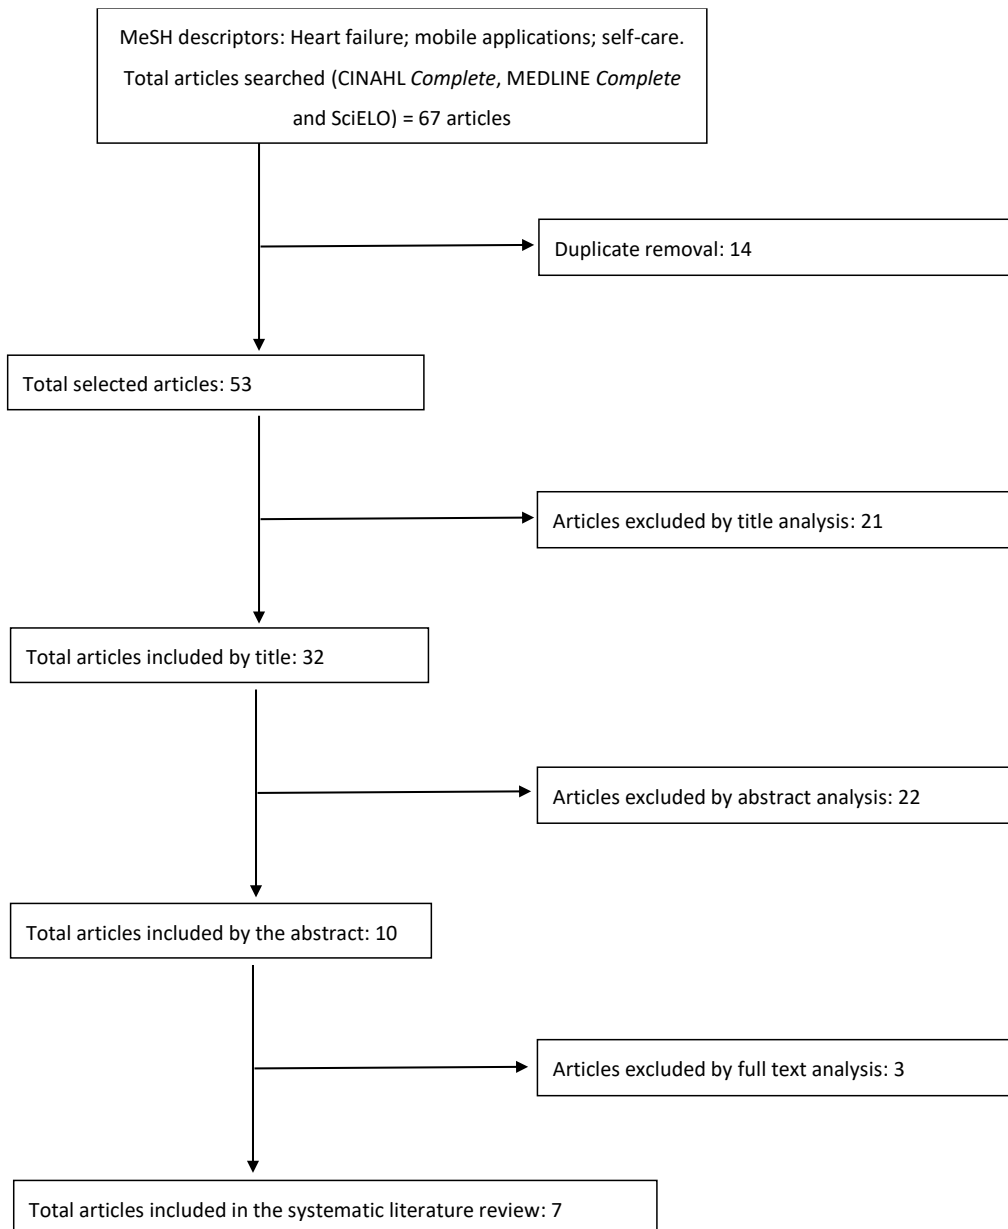 MeSH descriptors: Heart failure; mobile applications; self-care.
Total articles searched (CINAHL Complete, MEDLINE Complete
and SciELO) = 67 articles
Duplicate removal: 14
Total selected articles: 53
Articles excluded by title analysis: 21
Total articles included by title: 32
Articles excluded by abstract analysis: 22
Total articles included by the abstract: 10
Articles excluded by full text analysis: 3
Total articles included in the systematic literature review: 7